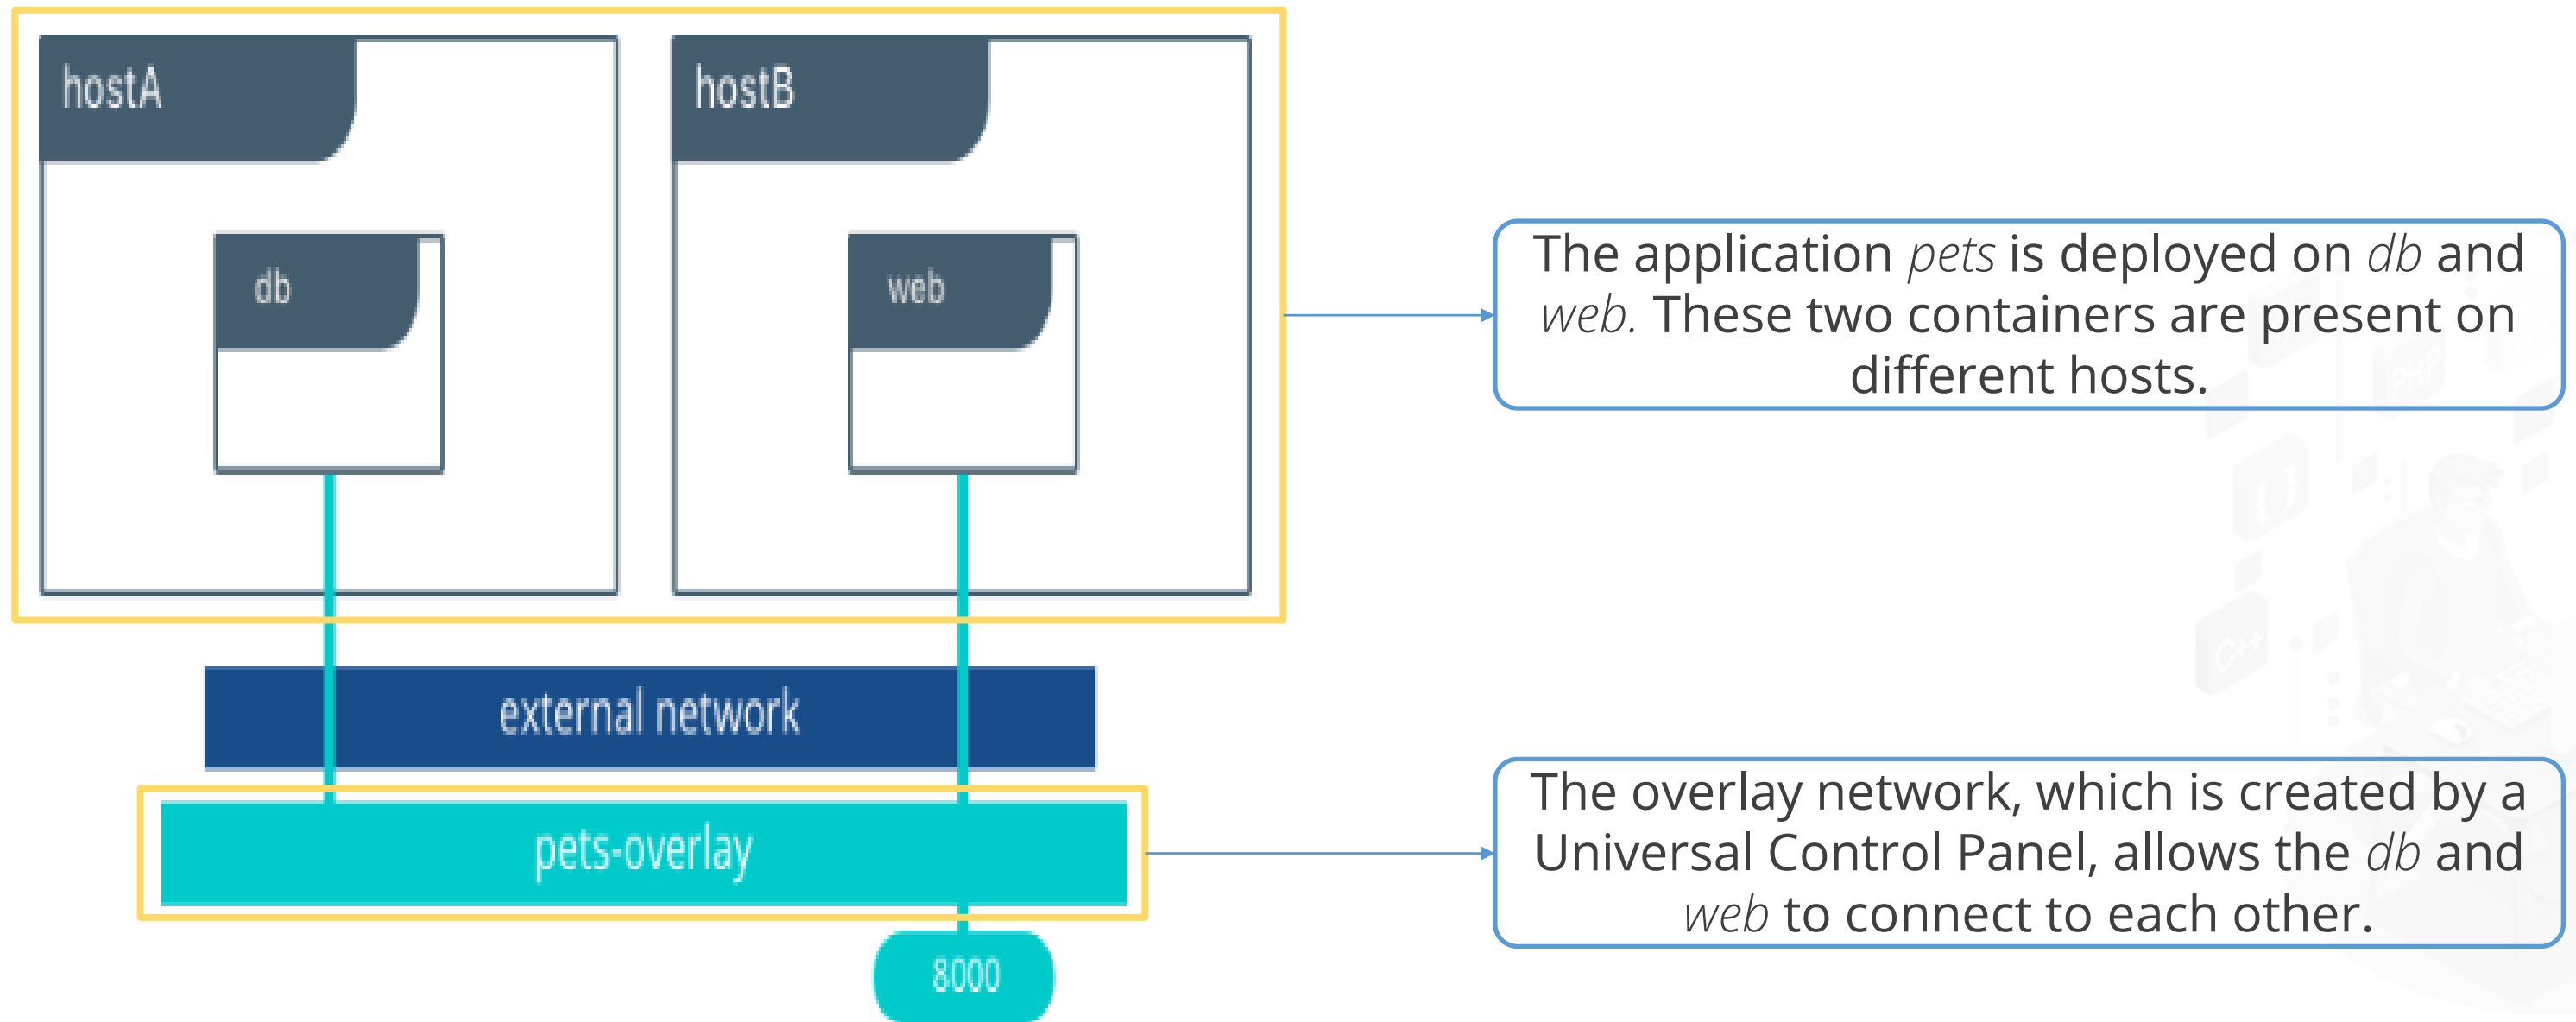 hostA
hostB
db
web
The application pets is deployed on db and
web. These two containers are present on
different hosts.
external network
pets-overlay
8000
The overlay network, which is created by a
Universal Control Panel, allows the db and
web to connect to each other.
PHP
{ }
C++